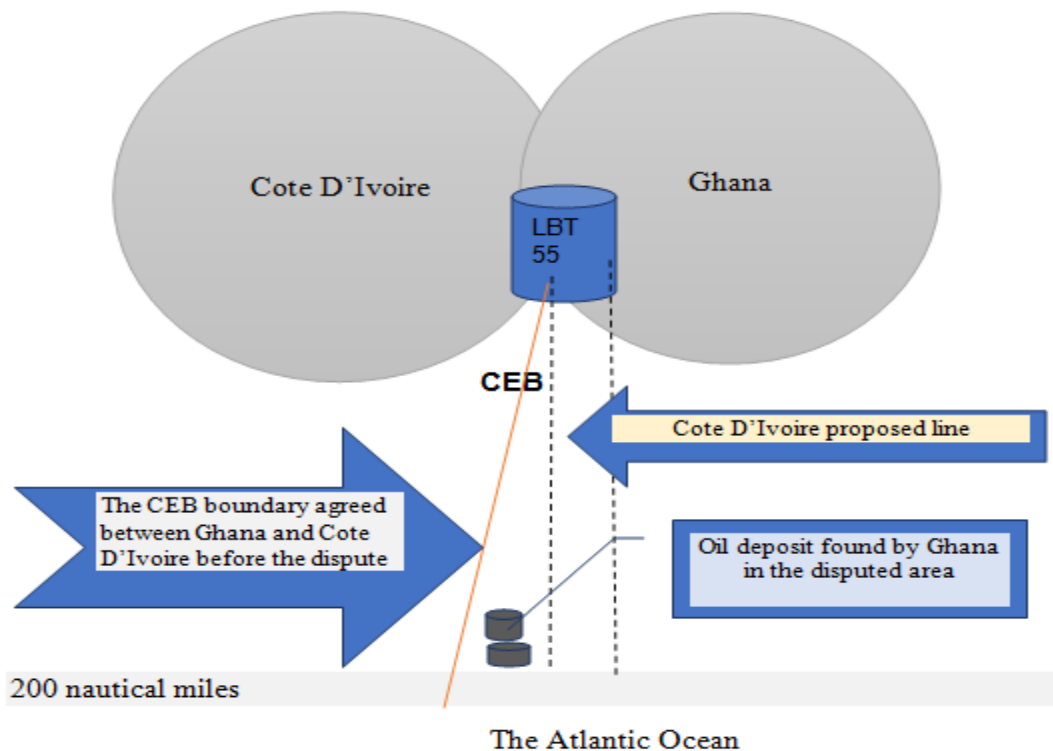 Cote D'Ivoire
Ghana
LBT
55
CEB
Cote D'Ivoire proposed line
The CEB boundary agreed
between Ghana and Cote
D'Ivoire before the dispute
Oil deposit found by Ghana
in the disputed area
200 nautical miles
The Atlantic Ocean